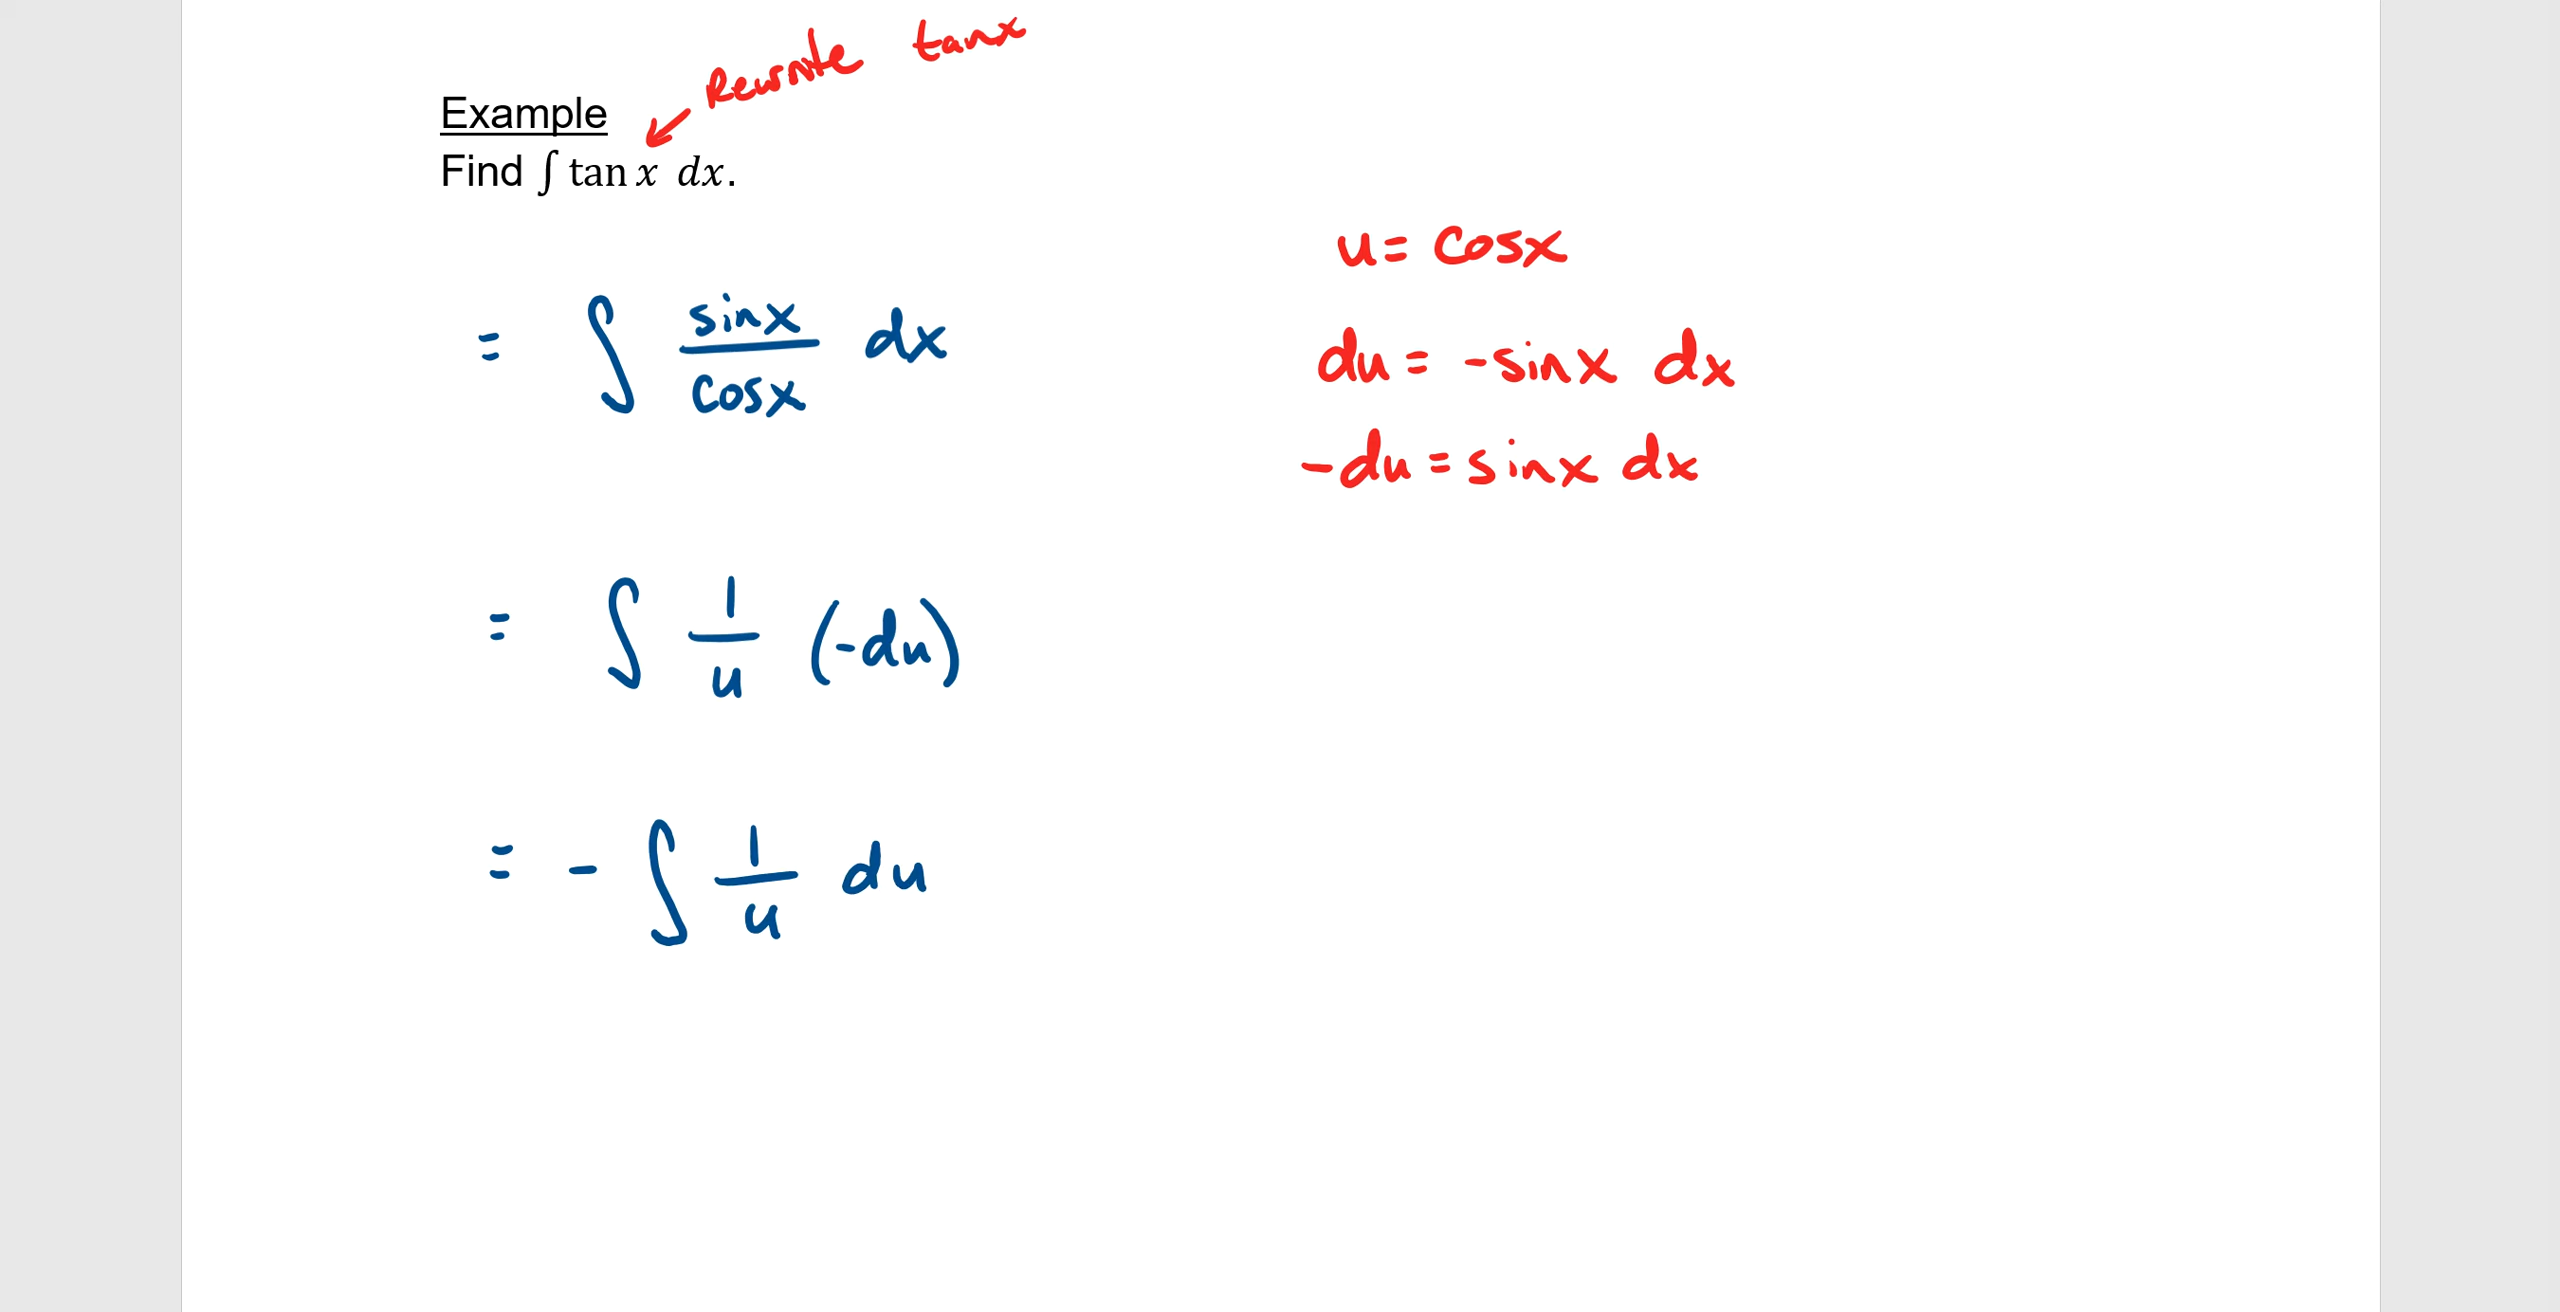 Rewrite tanx
Example
Find ∫ tan x dx.
u = cosx
= ∫ sinx/cosx dx
du = -sinx dx
-du = sinx dx
= ∫ 1/u (-du)
= - ∫ 1/u du